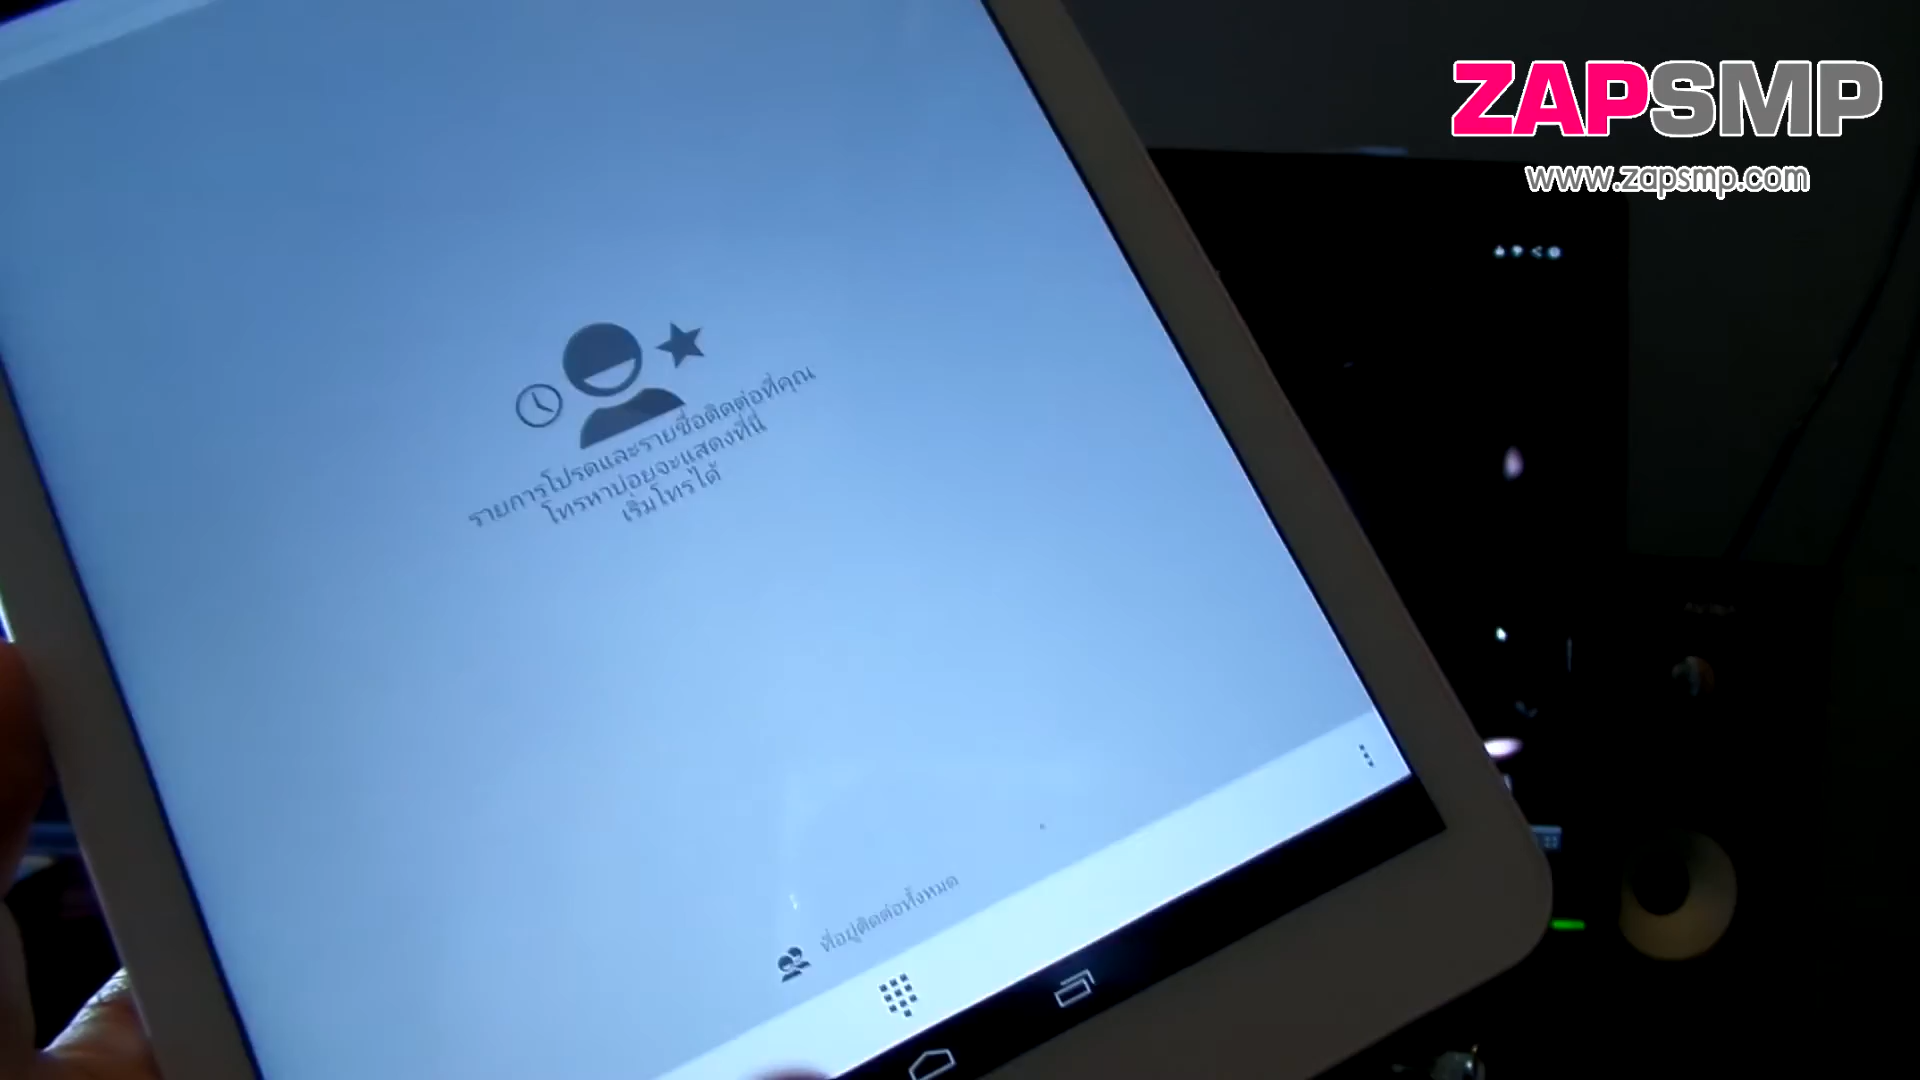 ZAPSMP
www.zapsmp.com
รายการโปรดและรายชื่อติดต่อที่คุณ
โทรหาบ่อยจะแสดงที่นี่
เริ่มโทรได้
ที่อยู่ติดต่อทั้งหมด